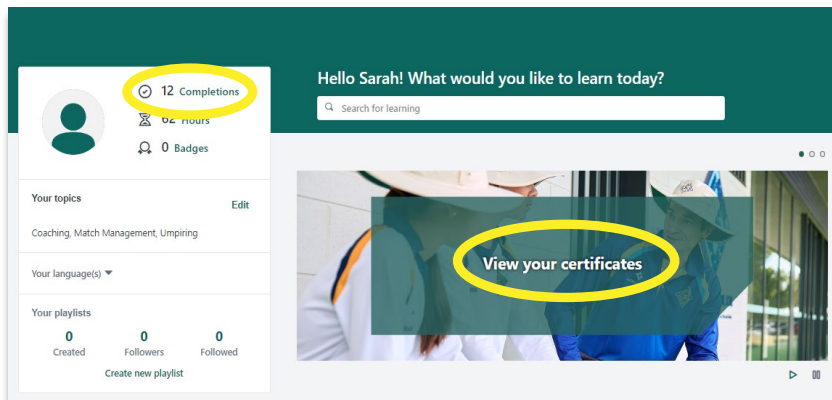 12 Completions
62 Hours
0 Badges
Your topics
Edit
Coaching, Match Management, Umpiring
Your language(s)
Your playlists
0 0 0
Created Followers Followed
Create new playlist
Hello Sarah! What would you like to learn today?
Search for learning
View your certificates